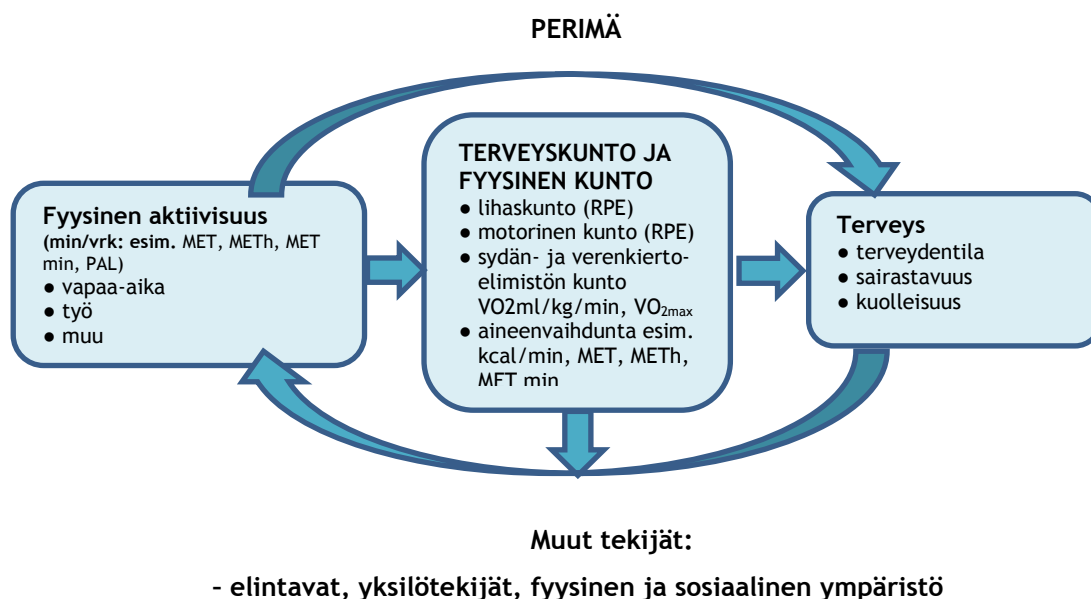 PERIMÄ
Fyysinen aktiivisuus
(min/vrk: esim. MET, METh, MET
min, PAL)
● vapaa-aika
● työ
● muu
TERVEYSKUNTO JA
FYYSINEN KUNTO
● lihaskunto (RPE)
● motorinen kunto (RPE)
● sydän- ja verenkierto-
elimistön kunto
VO2ml/kg/min, VO2max
● aineenvaihdunta esim.
kcal/min, MET, METh,
MET min
Terveys
● terveydentila
● sairastavuus
● kuolleisuus
Muut tekijät:
– elintavat, yksilötekijät, fyysinen ja sosiaalinen ympäristö